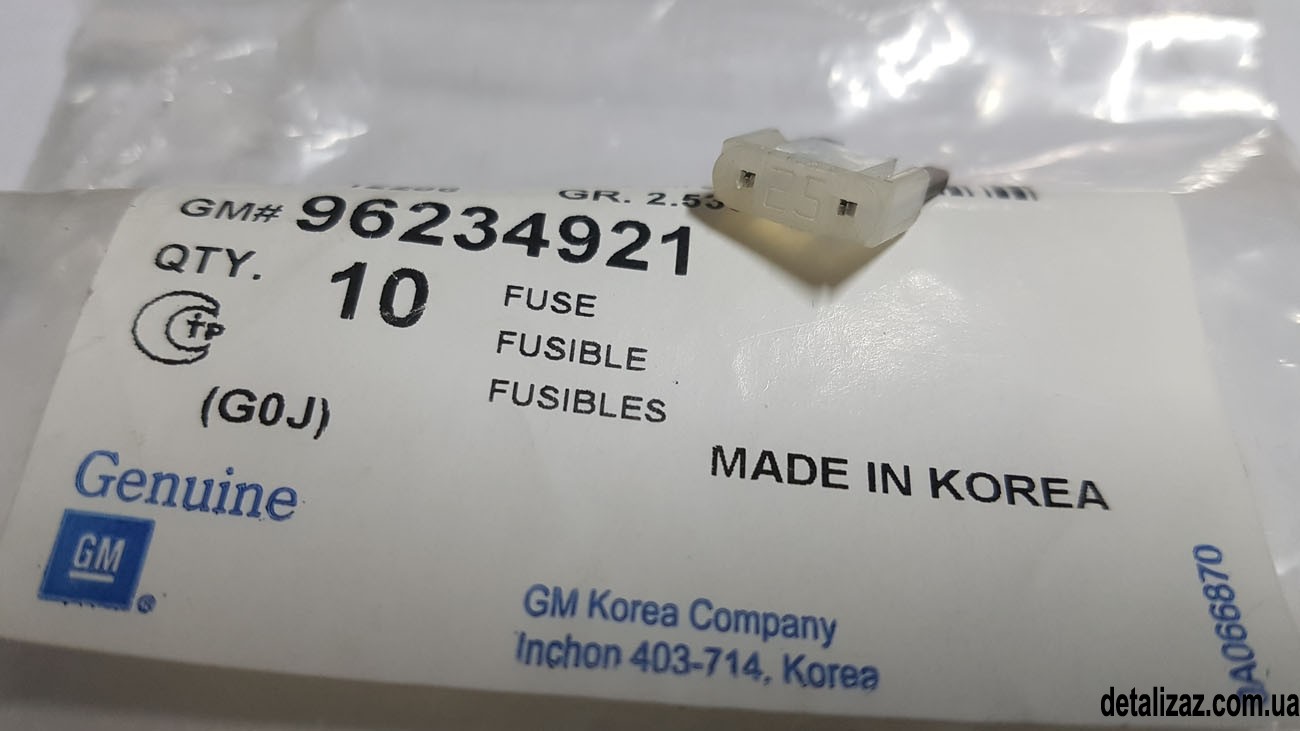 GR. 2.53
GM# 96234921
QTY. 10
FUSE
FUSIBLE
FUSIBLES
(G0J)
MADE IN KOREA
Genuine
GM
®
GM Korea Company
Inchon 403-714, Korea
A066870
25
detalizaz.com.ua